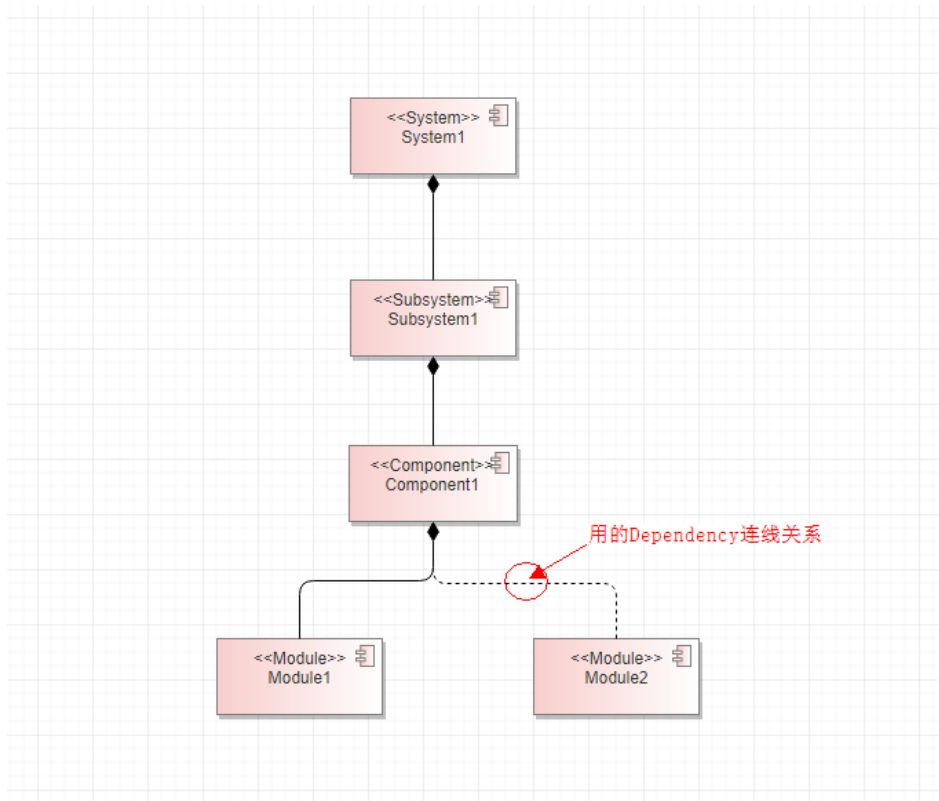 <<System>>
System1
<<Subsystem>>
Subsystem1
<<Component>>
Component1
用的Dependency连线关系
<<Module>>
Module1
<<Module>>
Module2